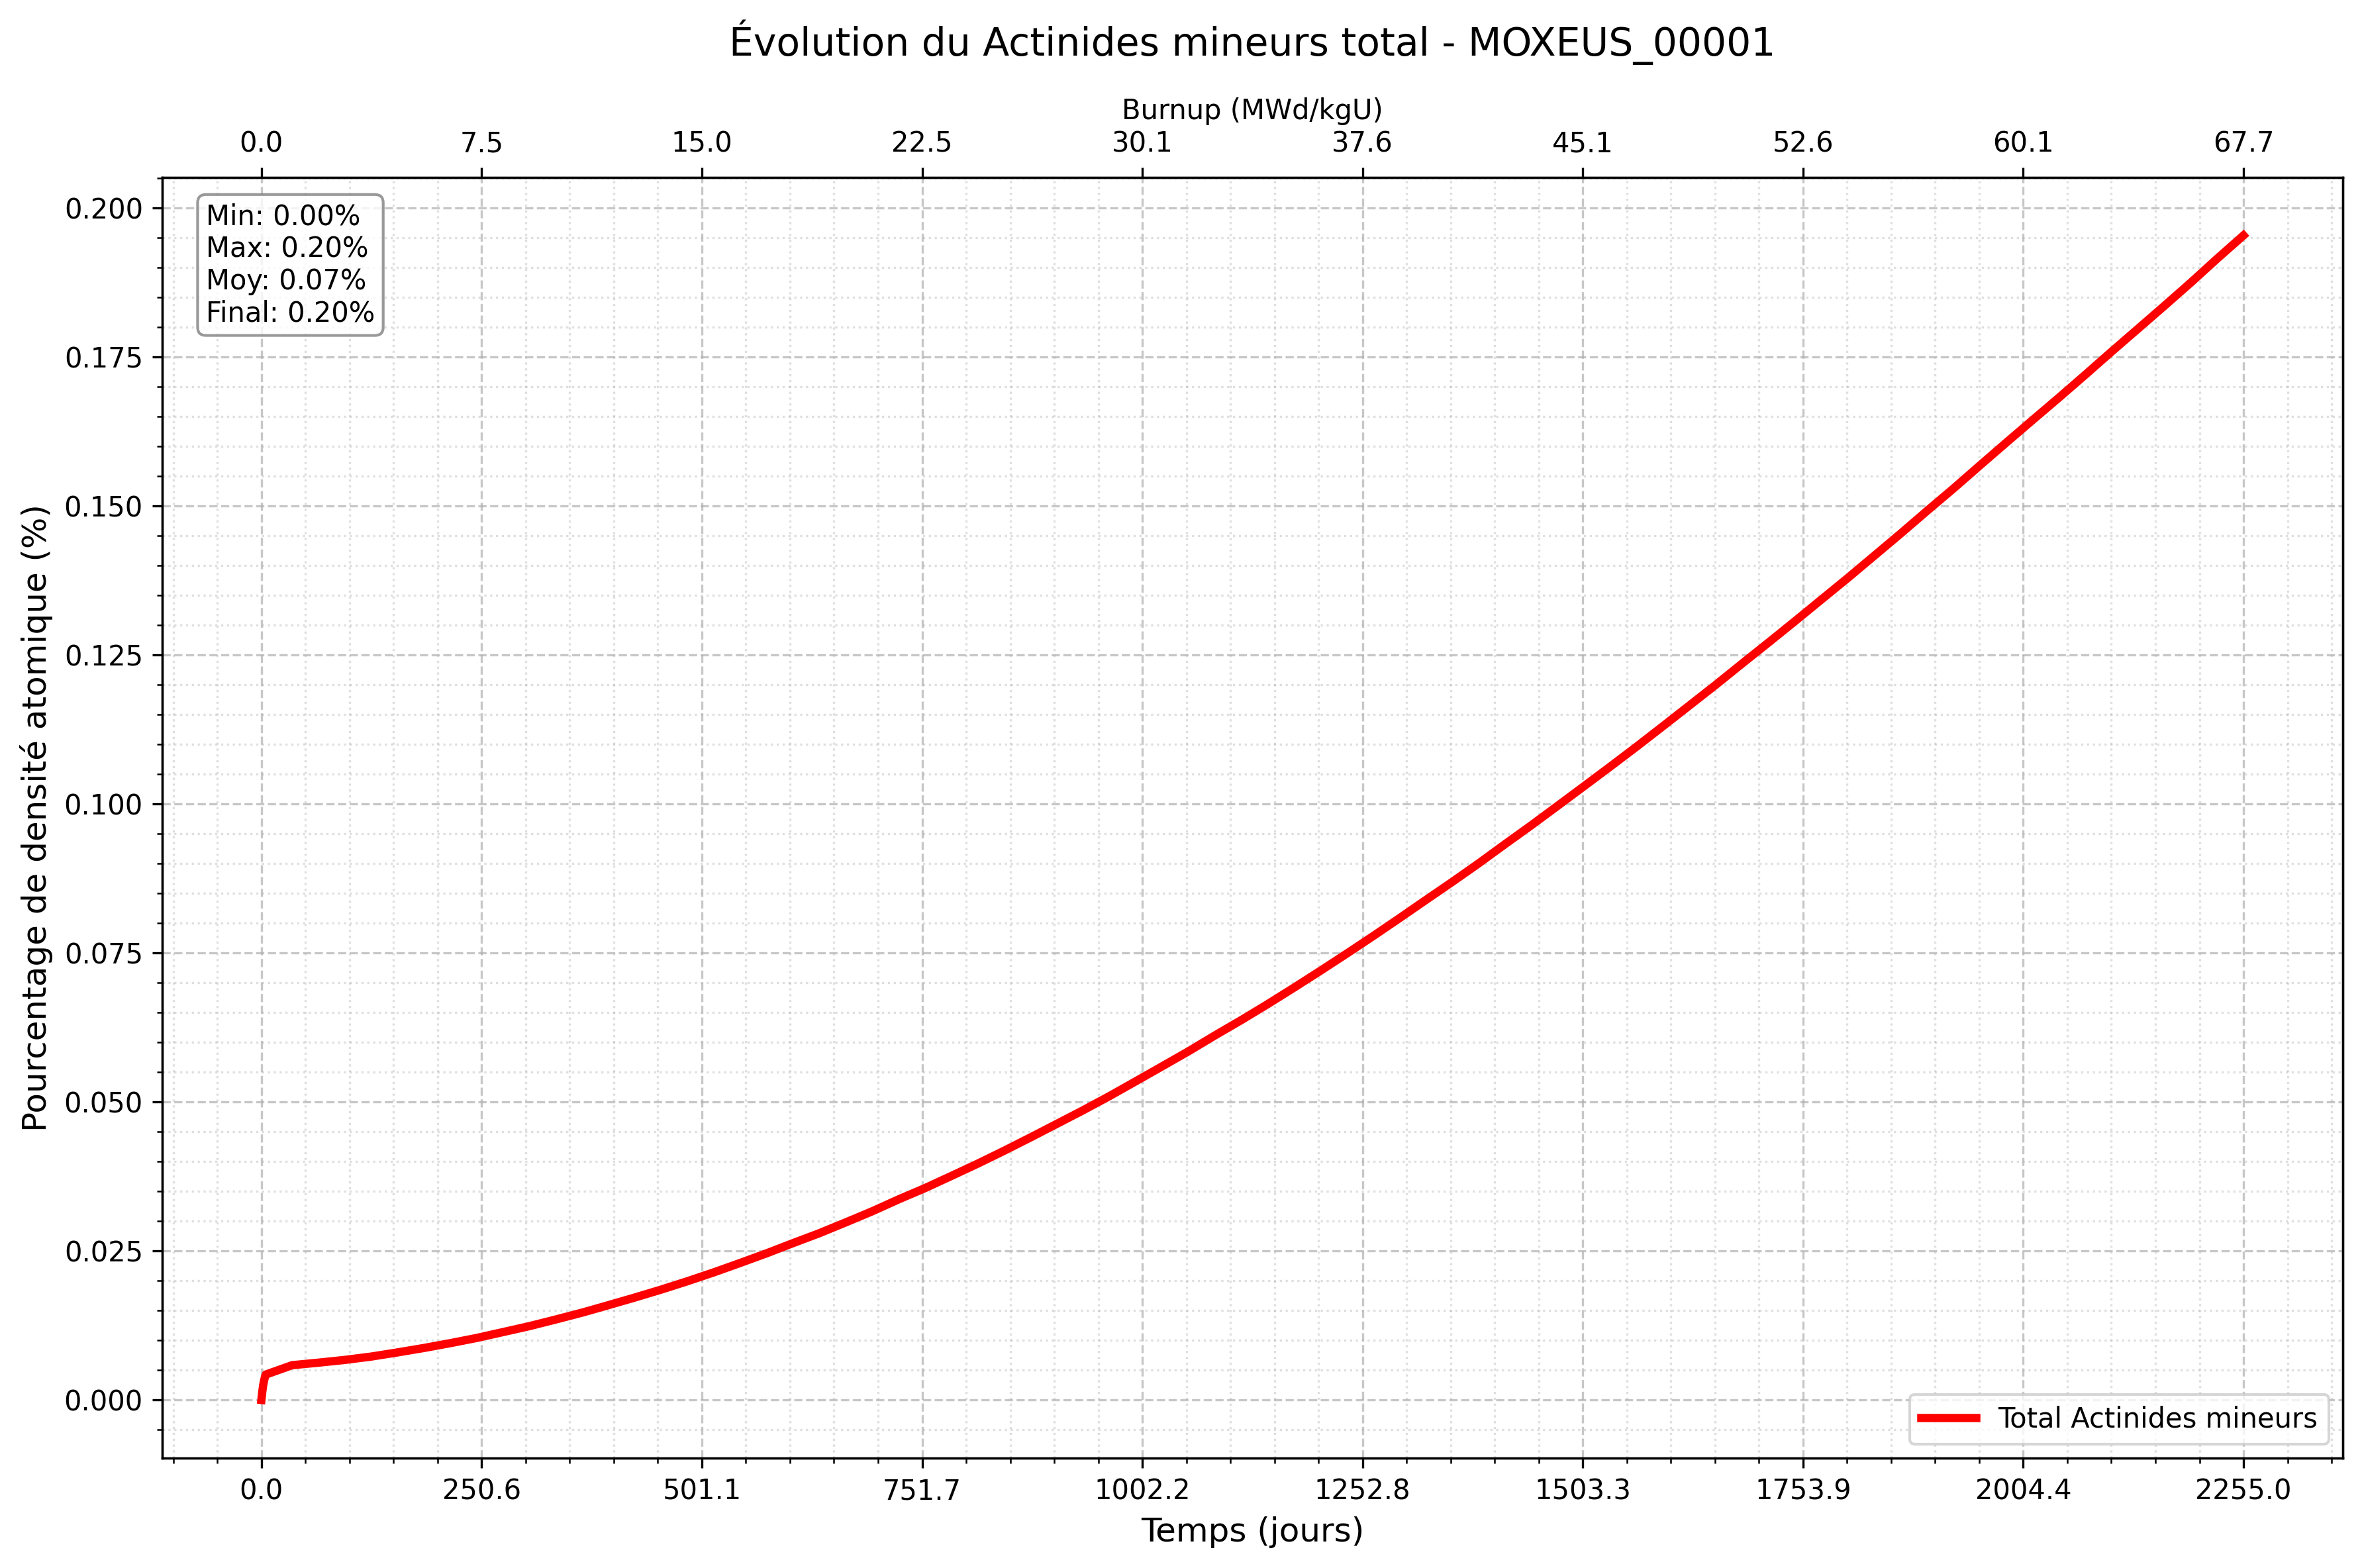 Évolution du Actinides mineurs total - MOXEUS_00001
Burnup (MWd/kgU)
0.0 7.5 15.0 22.5 30.1 37.6 45.1 52.6 60.1 67.7
Min: 0.00%
Max: 0.20%
Moy: 0.07%
Final: 0.20%
Pourcentage de densité atomique (%)
0.200
0.175
0.150
0.125
0.100
0.075
0.050
0.025
0.000
Total Actinides mineurs
0.0 250.6 501.1 751.7 1002.2 1252.8 1503.3 1753.9 2004.4 2255.0
Temps (jours)